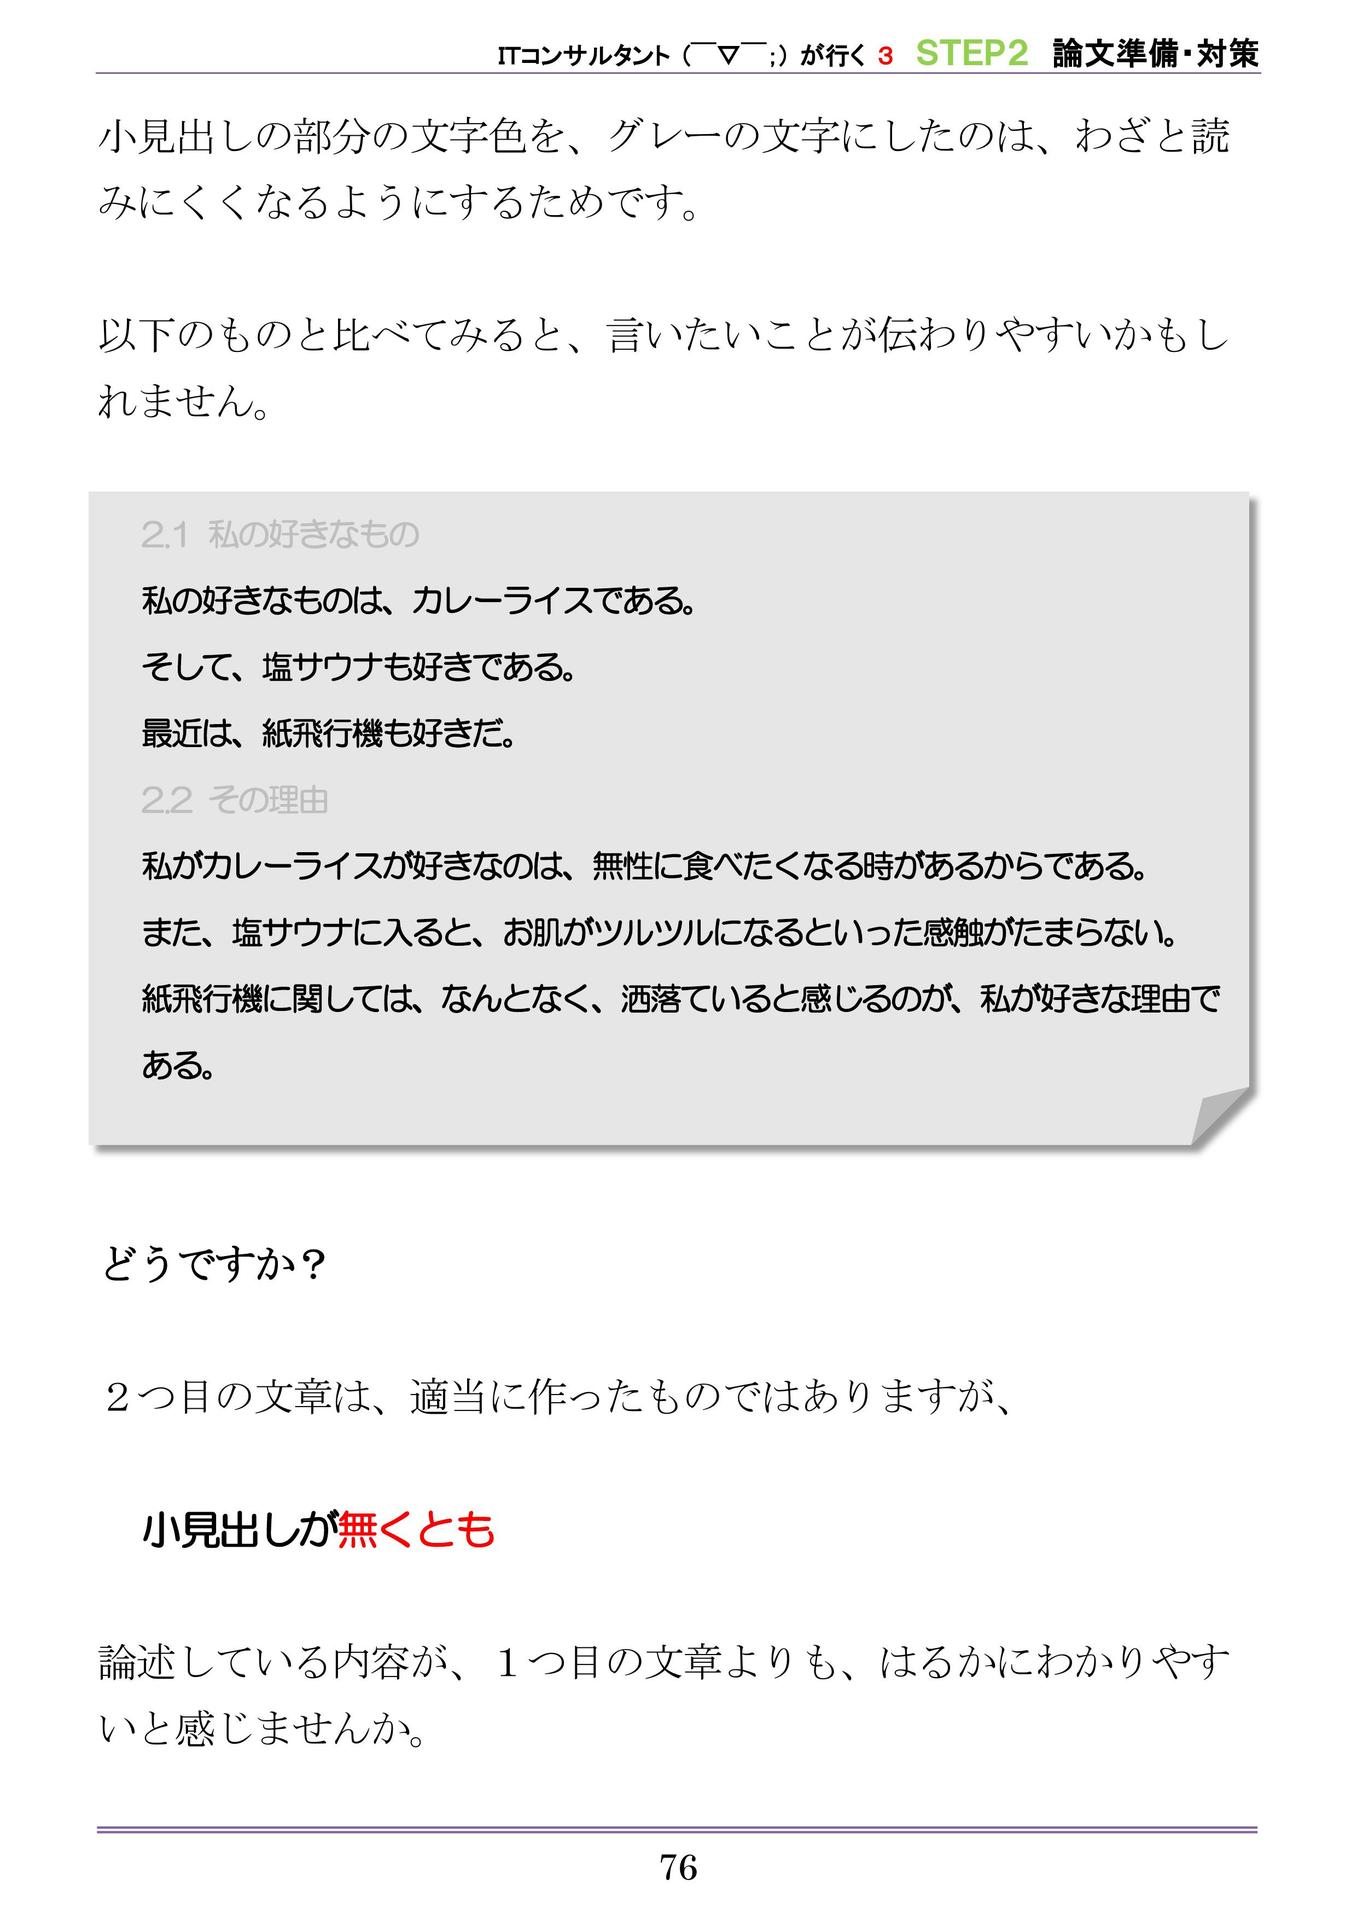 ITコンサルタント（￣▽￣;）が行く 3 STEP2 論文準備・対策
小見出しの部分の文字色を、グレーの文字にしたのは、わざと読
みにくくなるようにするためです。
以下のものと比べてみると、言いたいことが伝わりやすいかもし
れません。
2.1 私の好きなもの
私の好きなものは、カレーライスである。
そして、塩サウナも好きである。
最近は、紙飛行機も好きだ。
2.2 その理由
私がカレーライスが好きなのは、無性に食べたくなる時があるからである。
また、塩サウナに入ると、お肌がツルツルになるといった感触がたまらない。
紙飛行機に関しては、なんとなく、洒落ていると感じるのが、私が好きな理由で
ある。
どうですか？
２つ目の文章は、適当に作ったものではありますが、
小見出しが無くとも
論述している内容が、１つ目の文章よりも、はるかにわかりやす
いと感じませんか。
76